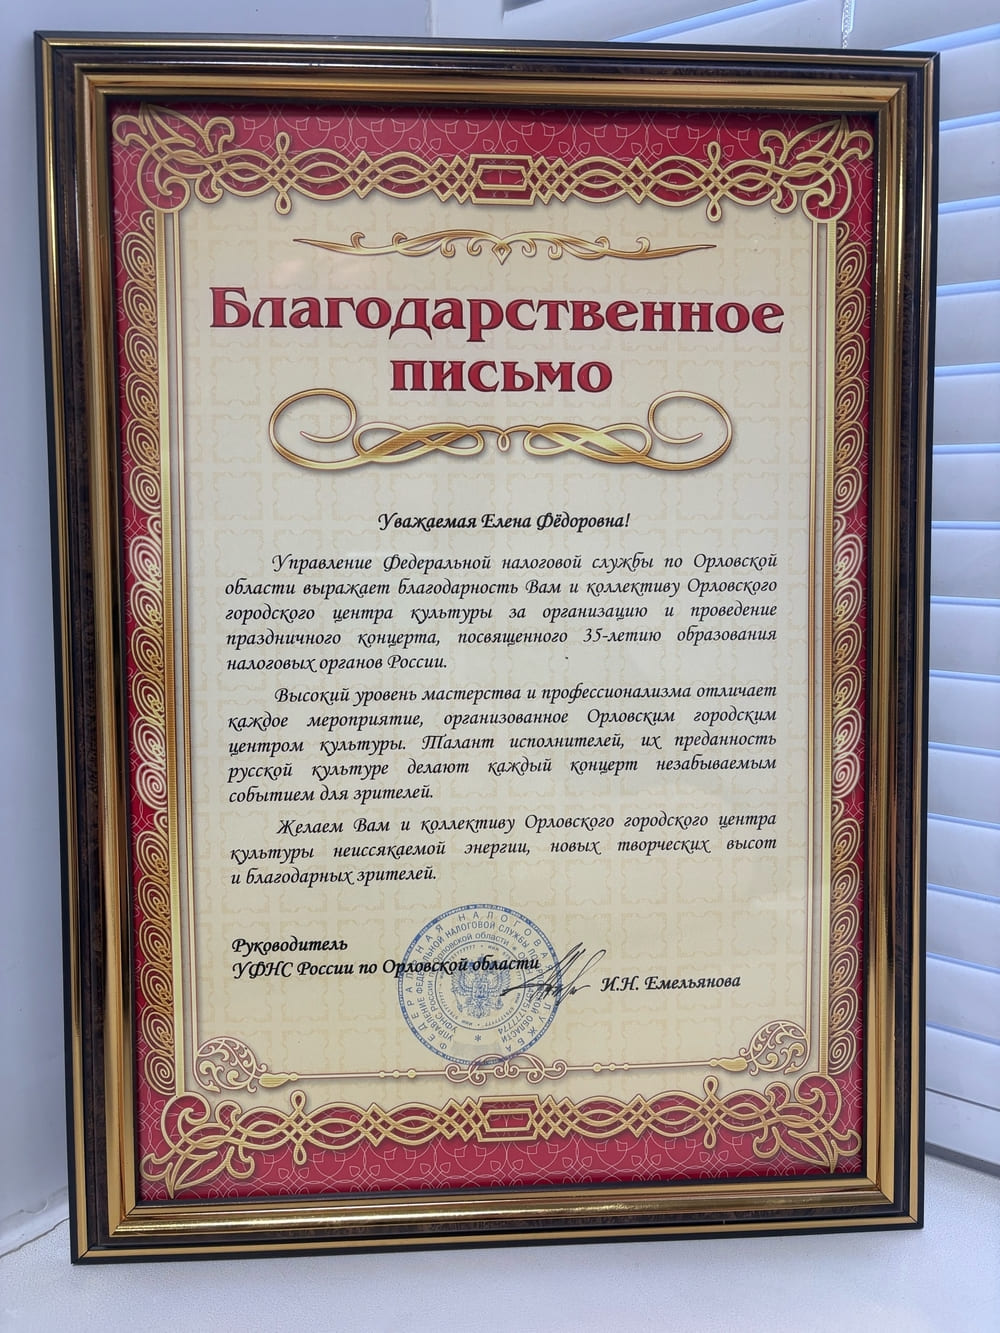 Благодарственное
письмо
Уважаемая Елена Фёдоровна!
Управление Федеральной налоговой службы по Орловской
области выражает благодарность Вам и коллективу Орловского
городского центра культуры за организацию и проведение
праздничного концерта, посвященного 35-летию образования
налоговых органов России.
Высокий уровень мастерства и профессионализма отличает
каждое мероприятие, организованное Орловским городским
центром культуры. Талант исполнителей, их преданность
русской культуре делают каждый концерт незабываемым
событием для зрителей.
Желаем Вам и коллективу Орловского городского центра
культуры неиссякаемой энергии, новых творческих высот
и благодарных зрителей.
Руководитель
УФНС России по Орловской области
И.Н. Емельянова